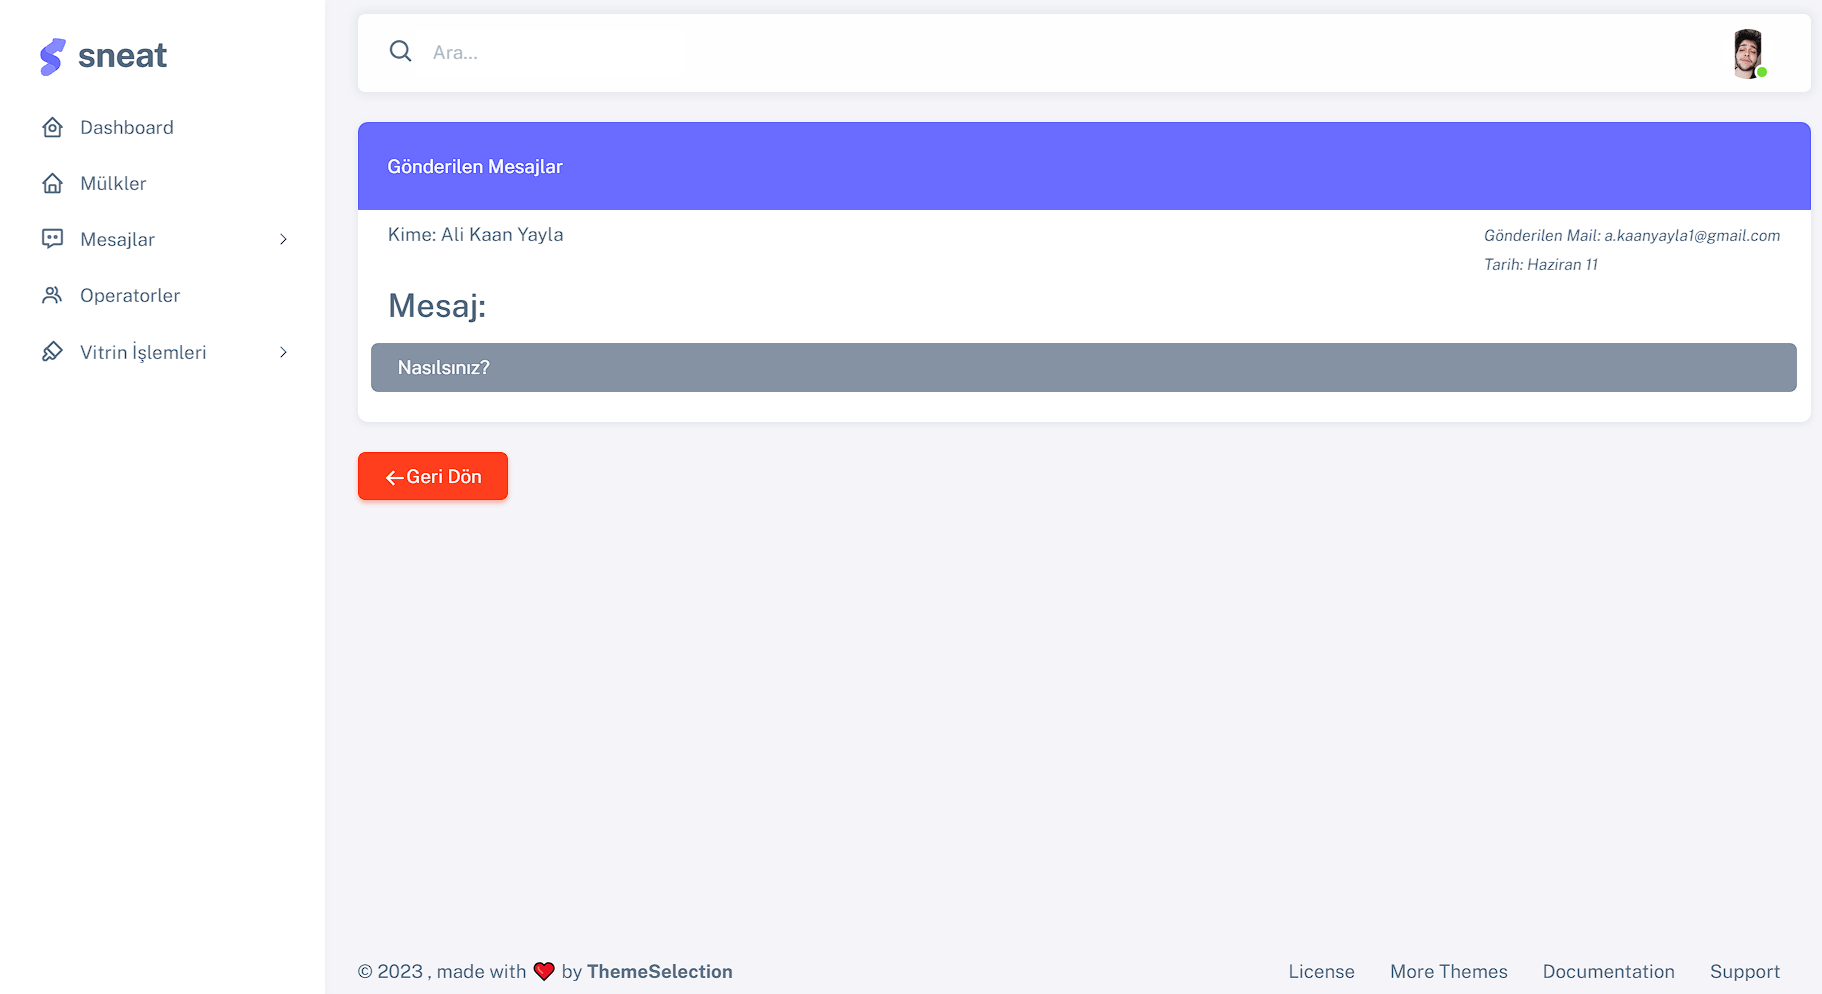 sneat
Dashboard
Mülkler
Mesajlar
Operatorler
Vitrin İşlemleri
Ara...
Gönderilen Mesajlar
Kime: Ali Kaan Yayla
Gönderilen Mail: a.kaanyayla1@gmail.com
Tarih: Haziran 11
Mesaj:
Nasılsınız?
Geri Dön
© 2023 , made with ❤️ by ThemeSelection
License More Themes Documentation Support